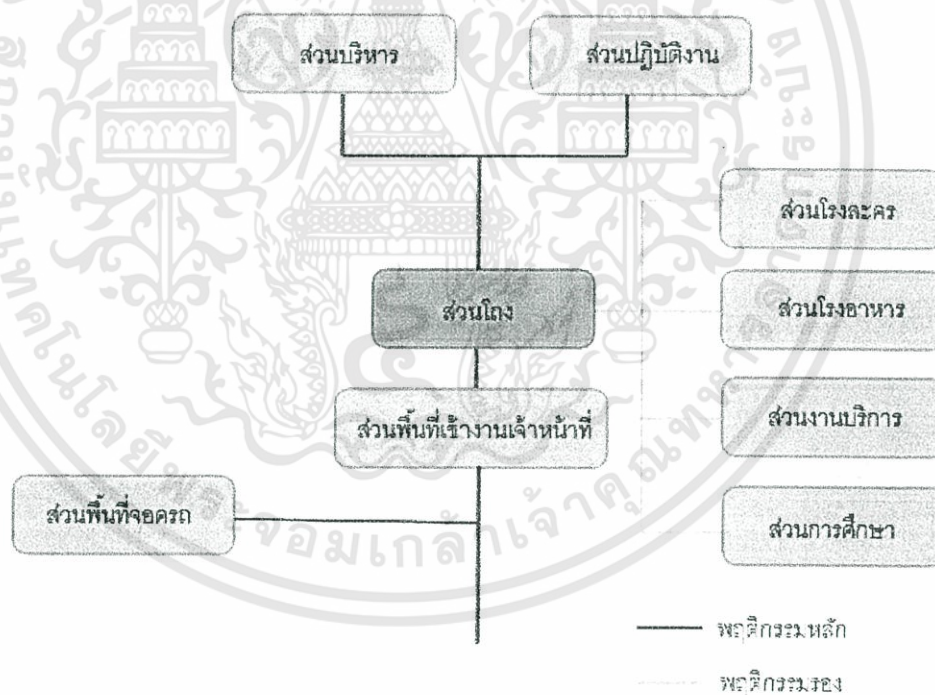 ส่วนบริหาร
ส่วนปฏิบัติงาน
ส่วนโรงละคร
ส่วนโถง
ส่วนโรงอาหาร
ส่วนพื้นที่เข้างานเจ้าหน้าที่
ส่วนงานบริการ
ส่วนพื้นที่จอดรถ
ส่วนการศึกษา
พฤติกรรมหลัก
พฤติกรรมรอง